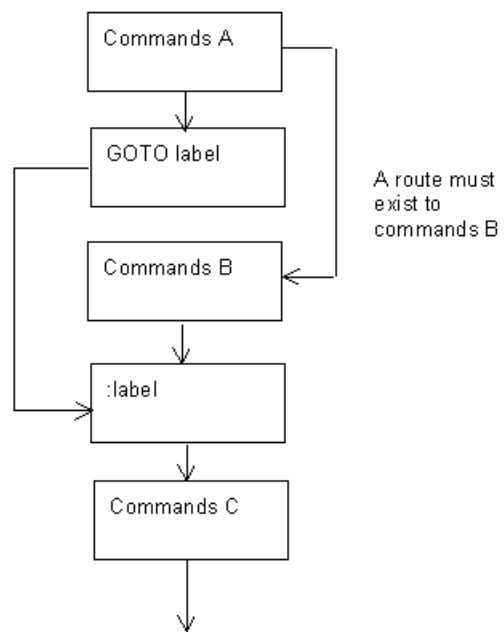 Commands A
GOTO label
A route must
exist to
commands B
Commands B
:label
Commands C